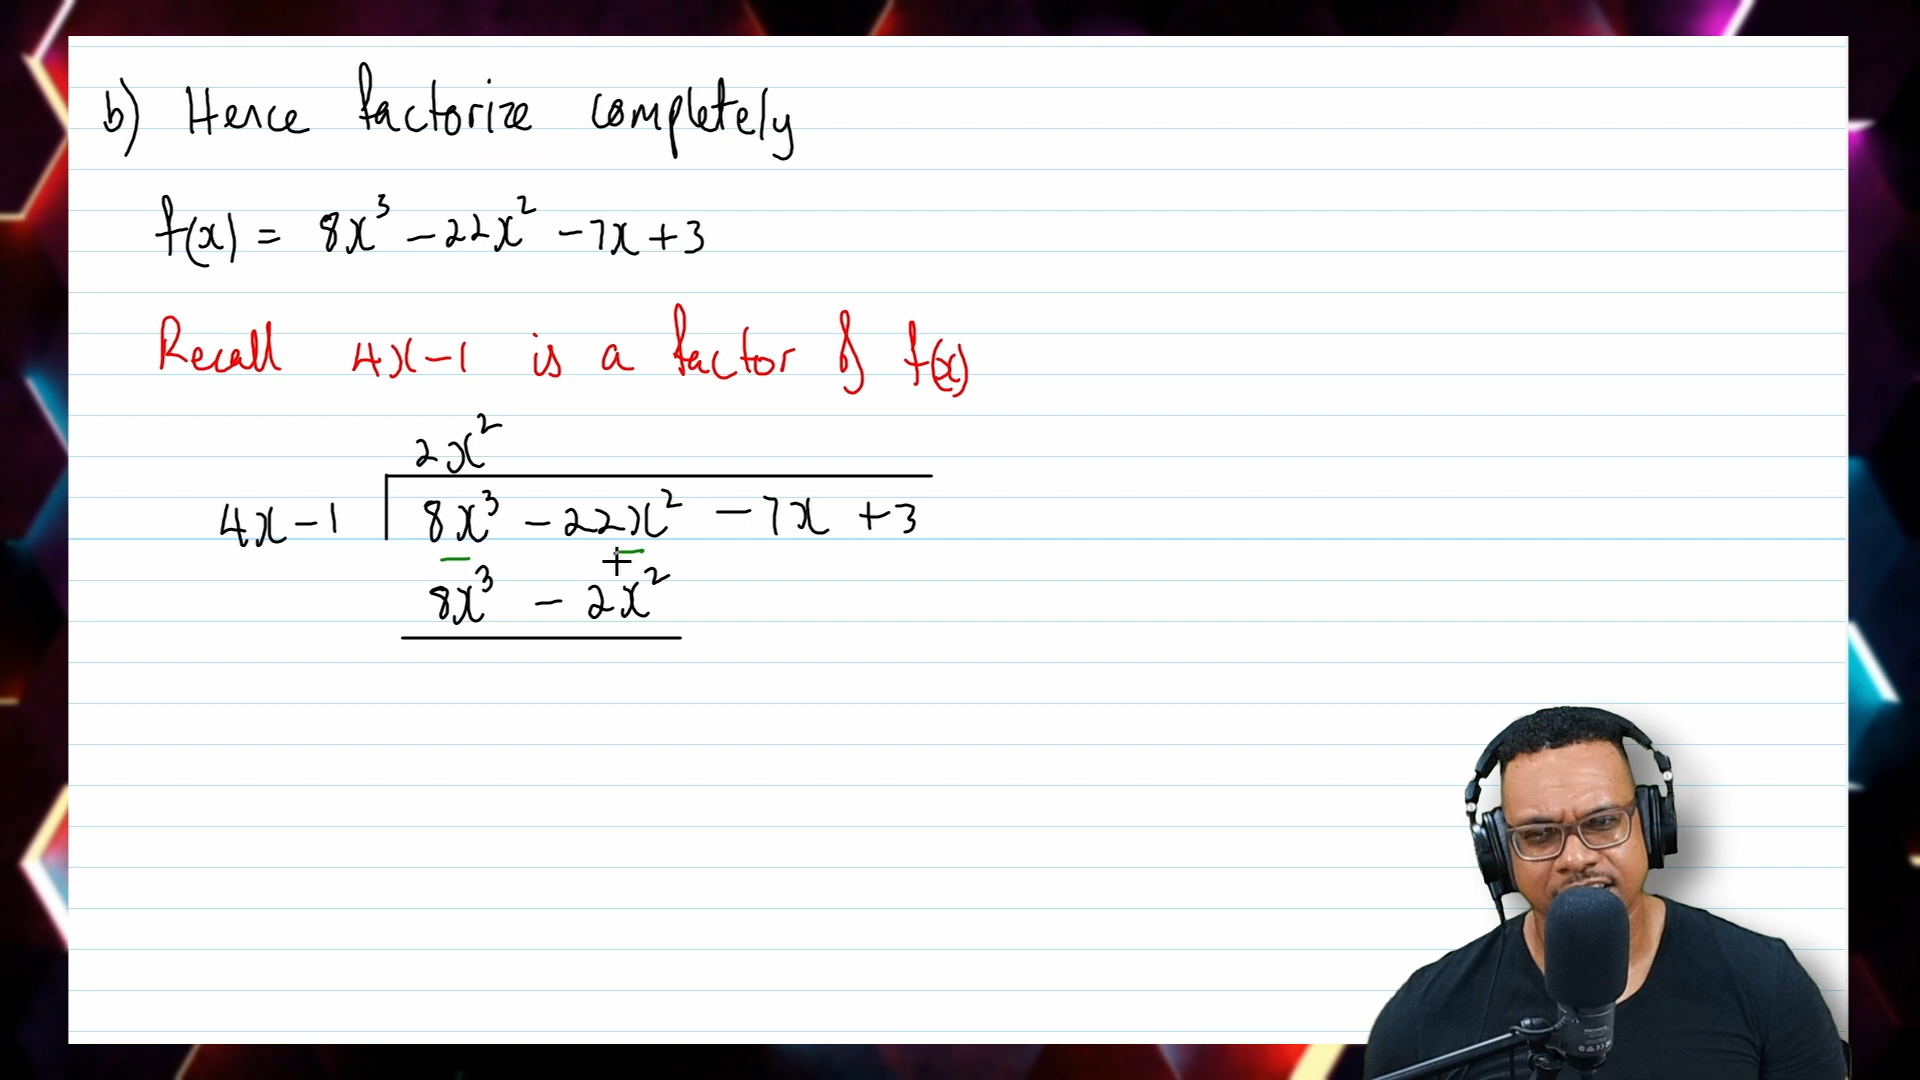 b) Hence factorize completely
f(x) = 8x³ - 22x² - 7x + 3
Recall 4x-1 is a factor of f(x)
2x²
4x - 1 8x³ - 22x² - 7x + 3
- +
8x³ - 2x²